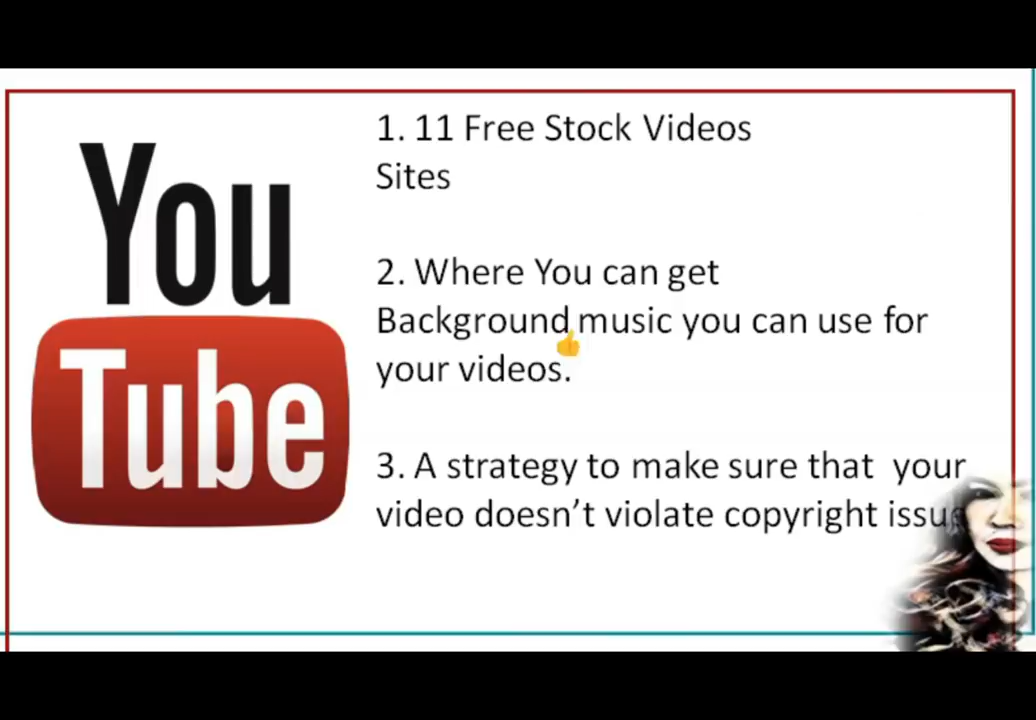 You
Tube
1. 11 Free Stock Videos
Sites
2. Where You can get
Background music you can use for
your videos.
3. A strategy to make sure that  your
video doesn’t violate copyright